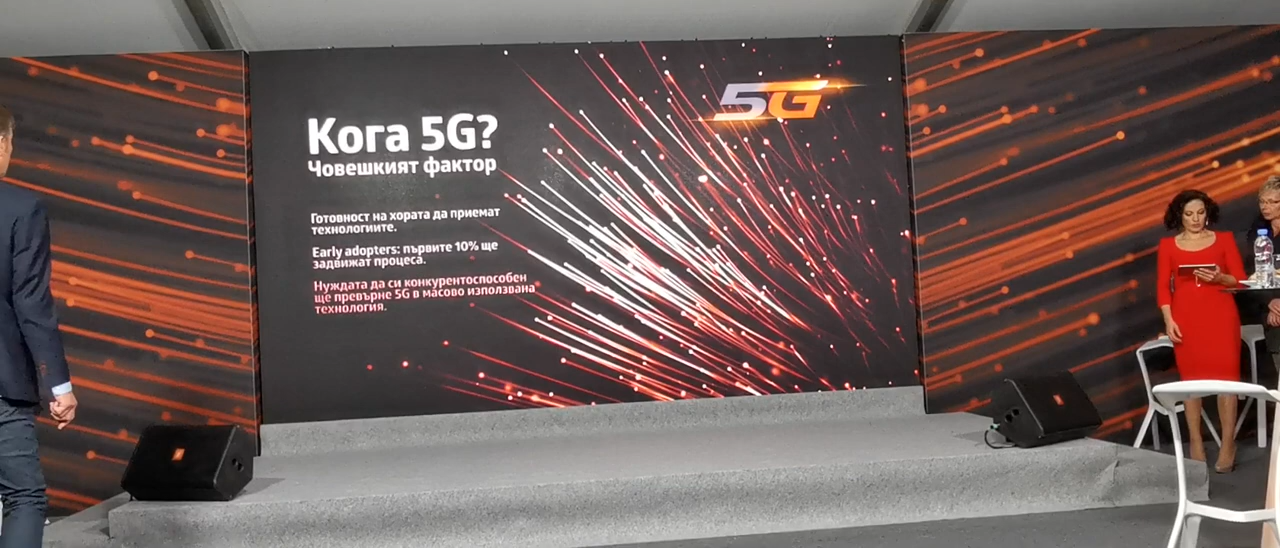 5G
Кога 5G?
Човешкият фактор
Готовност на хората да приемат
технологиите.
Early adopters: първите 10% ще
задвижат процеса.
Нуждата да си конкурентоспособен
ще превърне 5G в масово използвана
технология.